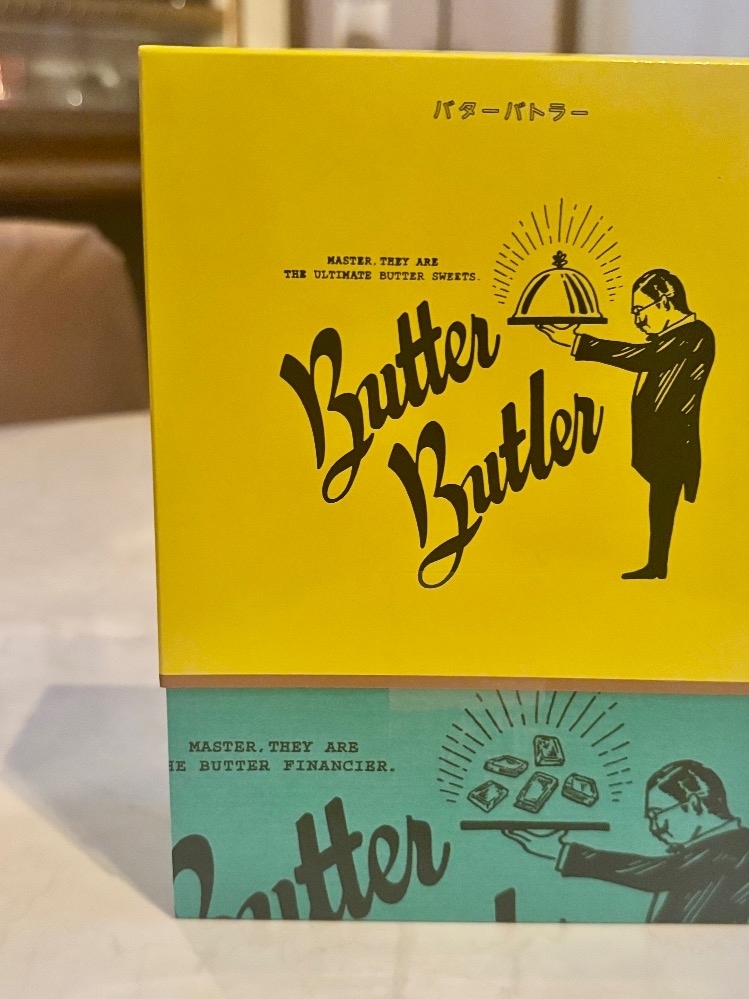 バターバトラー
MASTER, THEY ARE
THE ULTIMATE BUTTER SWEETS.
Butter
Butler
MASTER, THEY ARE
HE BUTTER FINANCIER.
Butter